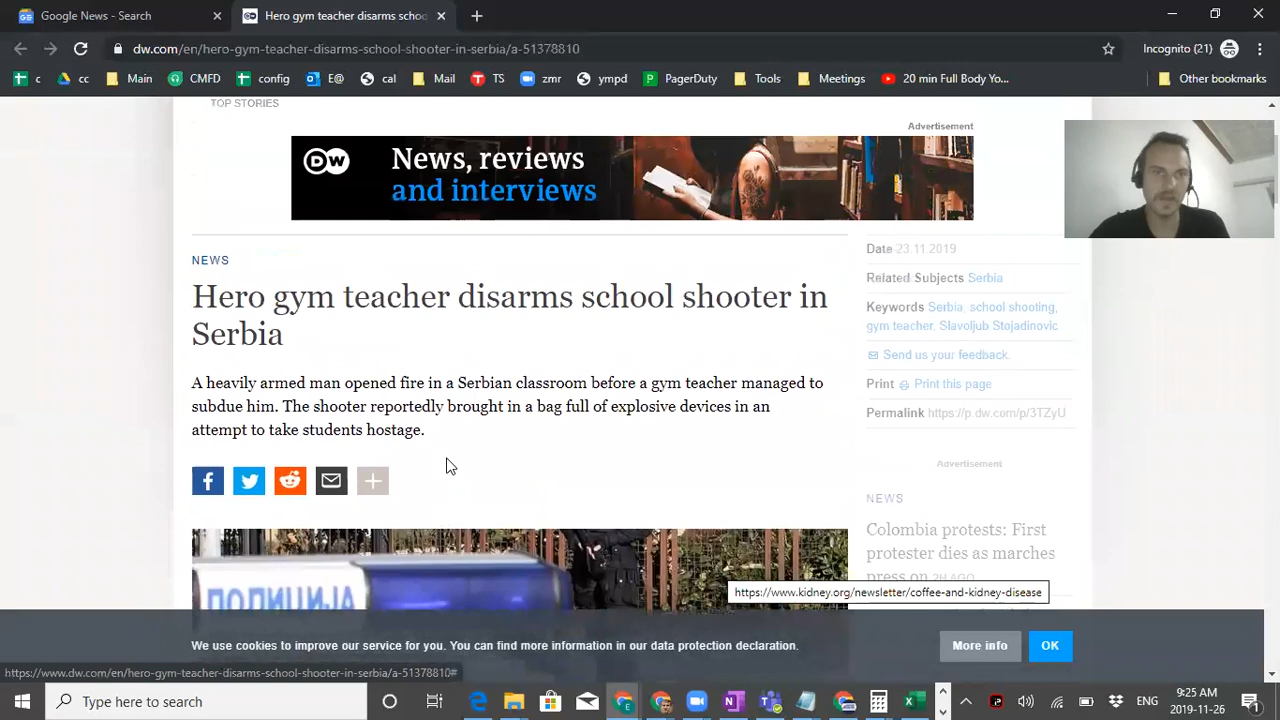 Google News - Search
Hero gym teacher disarms schoo
dw.com/en/hero-gym-teacher-disarms-school-shooter-in-serbia/a-51378810
Incognito (21)
c cc Main CMFD config E@ cal Mail TS zmr ympd PagerDuty Tools Meetings 20 min Full Body Yo... Other bookmarks
TOP STORIES
Advertisement
DW
News, reviews
and interviews
NEWS
Hero gym teacher disarms school shooter in
Serbia
A heavily armed man opened fire in a Serbian classroom before a gym teacher managed to
subdue him. The shooter reportedly brought in a bag full of explosive devices in an
attempt to take students hostage.
Date 23.11.2019
Related Subjects Serbia
Keywords Serbia, school shooting,
gym teacher, Slavoljub Stojadinovic
Send us your feedback.
Print Print this page
Permalink https://p.dw.com/p/3TZyU
Advertisement
NEWS
Colombia protests: First
protester dies as marches
press on 2H AGO
ПОЛИЦИЈА
https://www.kidney.org/newsletter/coffee-and-kidney-disease
We use cookies to improve our service for you. You can find more information in our data protection declaration.
More info
OK
https://www.dw.com/en/hero-gym-teacher-disarms-school-shooter-in-serbia/a-51378810#
Type here to search
ENG
9:25 AM
2019-11-26